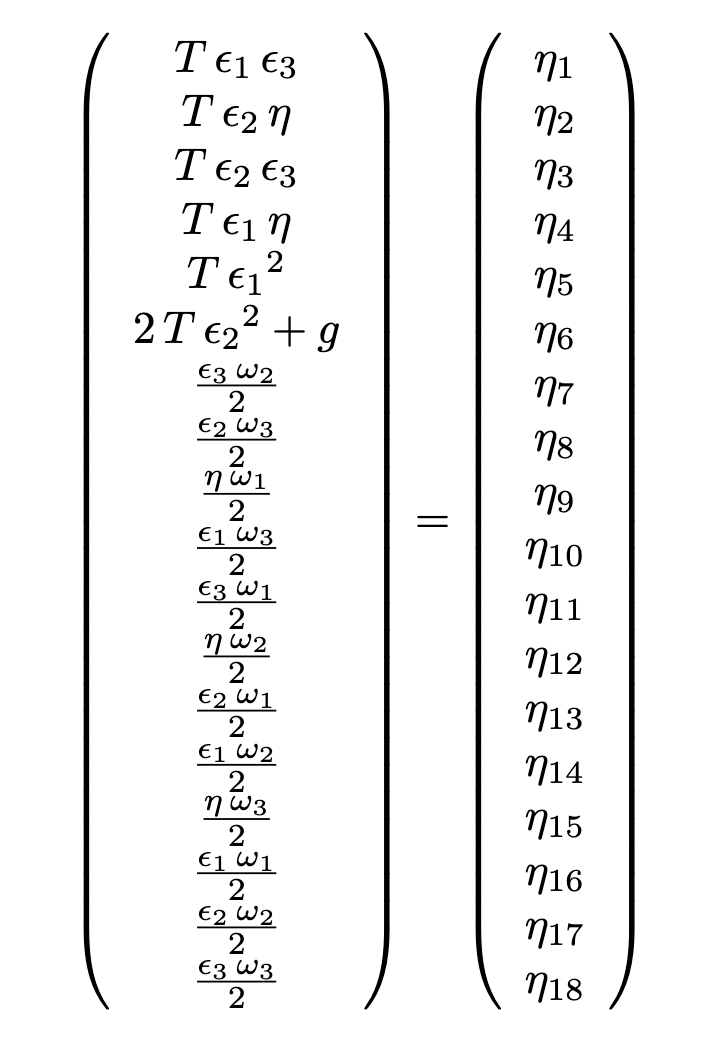 T ϵ₁ ϵ₃ η₁
T ϵ₂ η η₂
T ϵ₂ ϵ₃ η₃
T ϵ₁ η η₄
T ϵ₁² η₅
2 T ϵ₂² + g η₆
ϵ₃ ω₂ / 2 η₇
ϵ₂ ω₃ / 2 η₈
η ω₁ / 2 η₉
ϵ₁ ω₃ / 2 = η₁₀
ϵ₃ ω₁ / 2 η₁₁
η ω₂ / 2 η₁₂
ϵ₂ ω₁ / 2 η₁₃
ϵ₁ ω₂ / 2 η₁₄
η ω₃ / 2 η₁₅
ϵ₁ ω₁ / 2 η₁₆
ϵ₂ ω₂ / 2 η₁₇
ϵ₃ ω₃ / 2 η₁₈